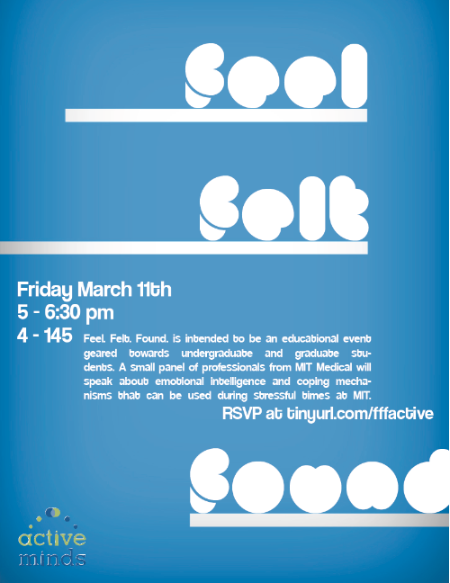 Feel
Felt
Friday March 11th
5 - 6:30 pm
4 - 145
Feel. Felt. Found. is intended to be an educational event
geared towards undergraduate and graduate stu-
dents. A small panel of professionals from MIT Medical will
speak about emotional intelligence and coping mecha-
nisms that can be used during stressful times at MIT.
RSVP at tinyurl.com/fffactive
Found
active
minds